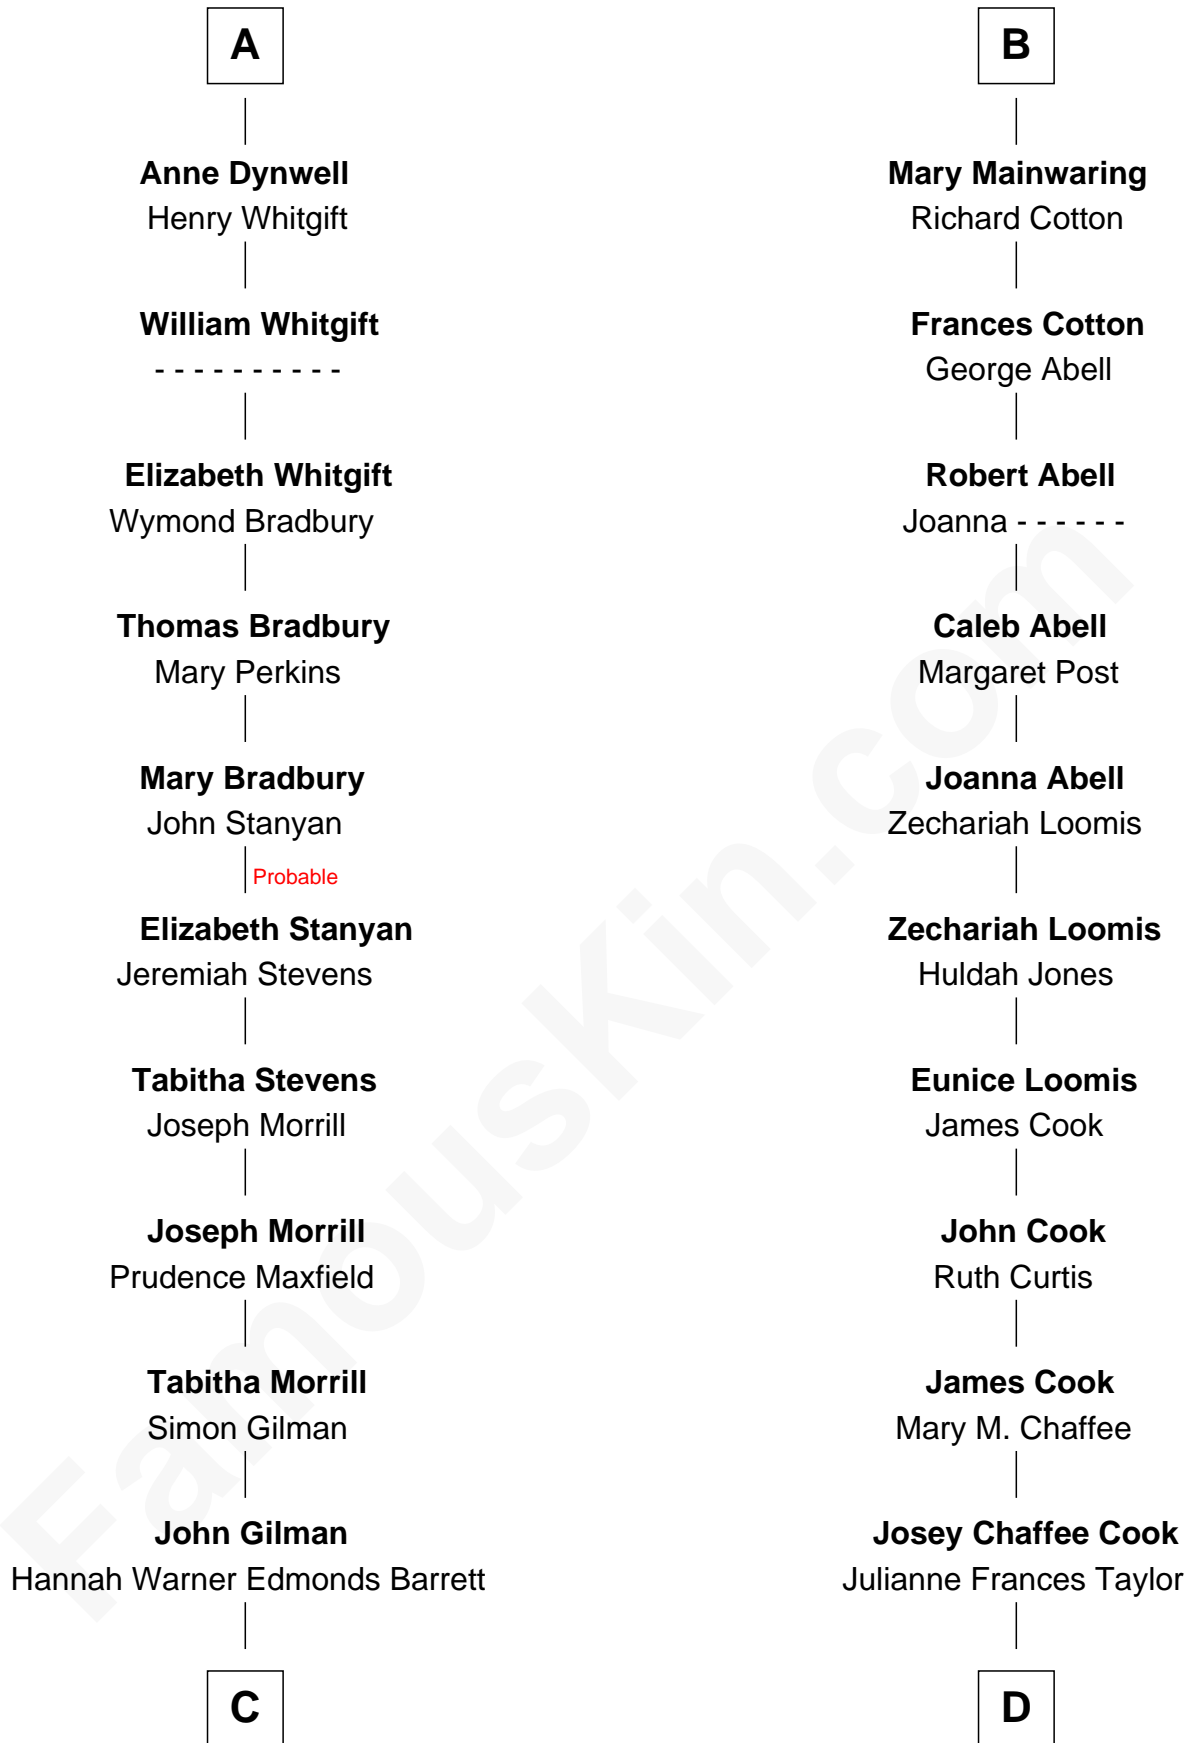 A
Anne Dynwell
Henry Whitgift
William Whitgift
- - - - - - - - - -
Elizabeth Whitgift
Wymond Bradbury
Thomas Bradbury
Mary Perkins
Mary Bradbury
John Stanyan
Probable
Elizabeth Stanyan
Jeremiah Stevens
Tabitha Stevens
Joseph Morrill
Joseph Morrill
Prudence Maxfield
Tabitha Morrill
Simon Gilman
John Gilman
Hannah Warner Edmonds Barrett
C
B
Mary Mainwaring
Richard Cotton
Frances Cotton
George Abell
Robert Abell
Joanna - - - - - -
Caleb Abell
Margaret Post
Joanna Abell
Zechariah Loomis
Zechariah Loomis
Huldah Jones
Eunice Loomis
James Cook
John Cook
Ruth Curtis
James Cook
Mary M. Chaffee
Josey Chaffee Cook
Julianne Frances Taylor
D
FamousKin.com